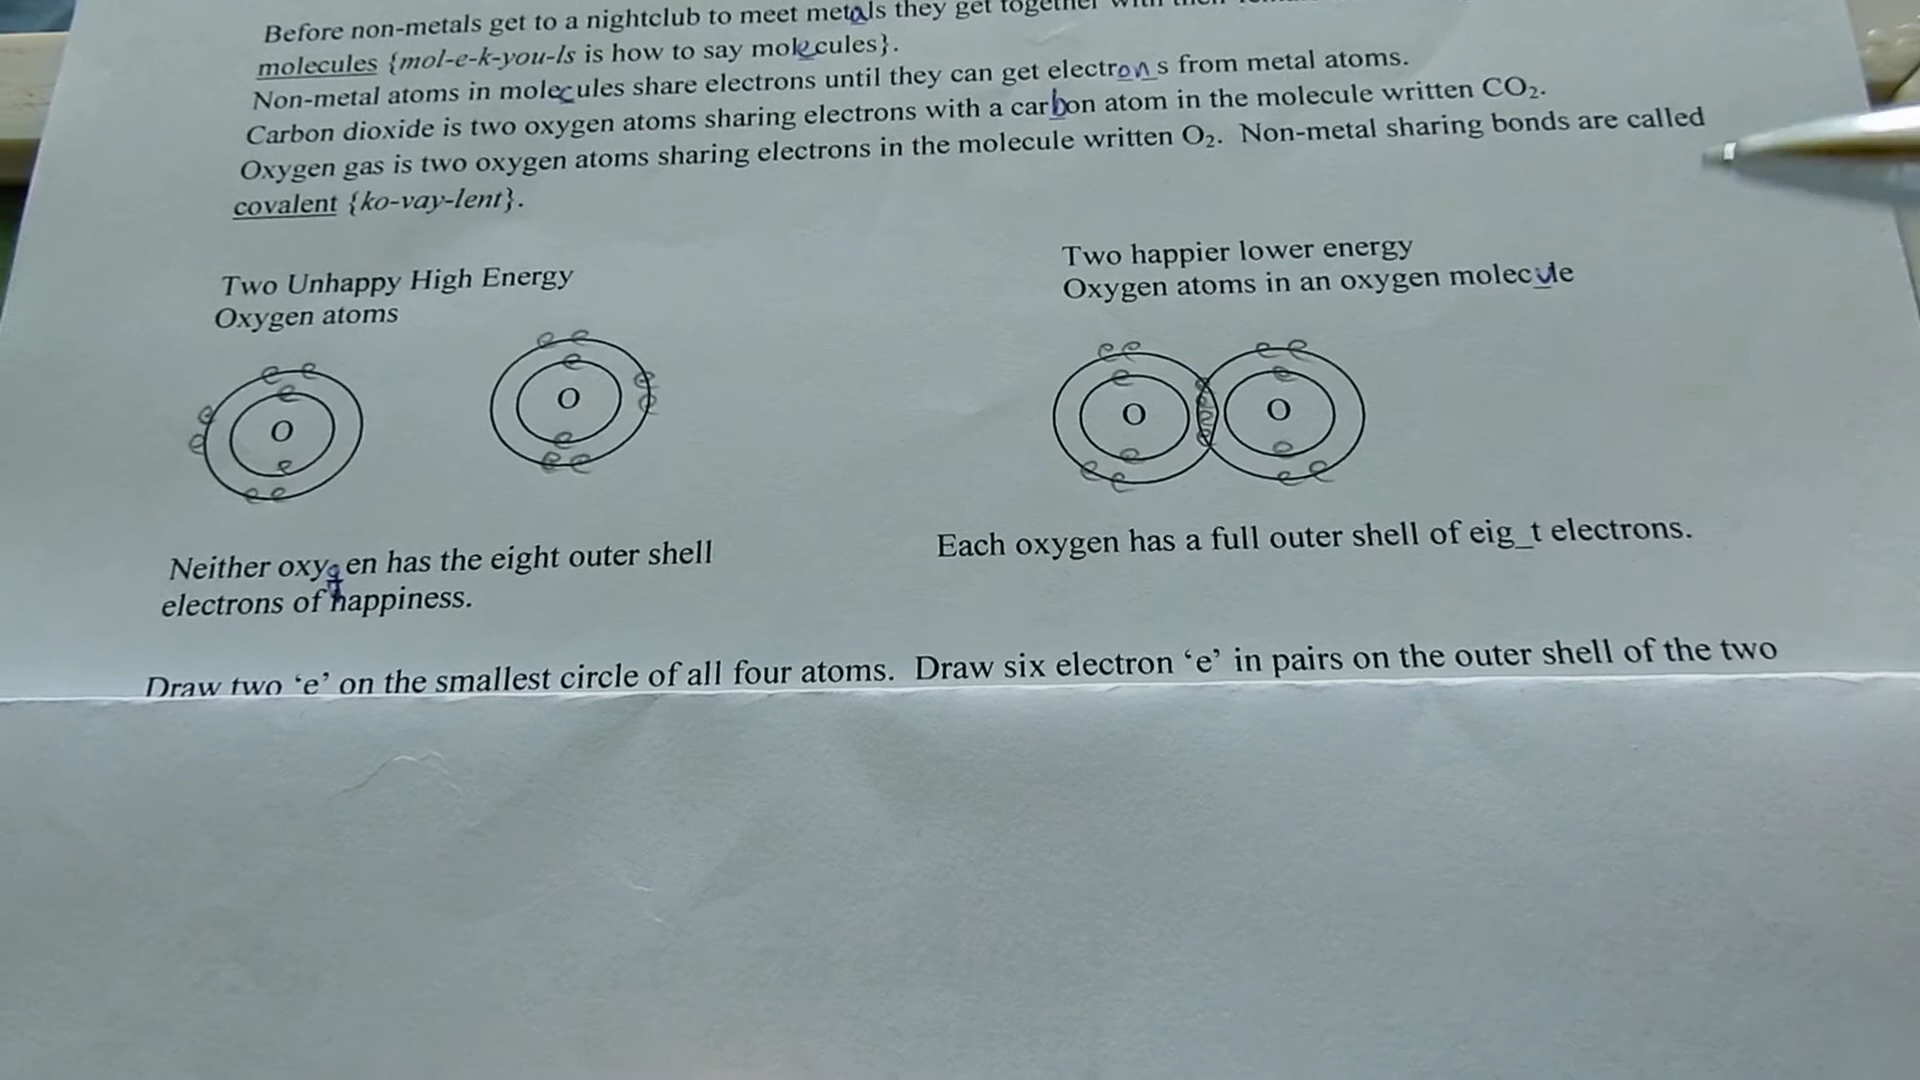 Before non-metals get to a nightclub to meet metals they get together with their
molecules {mol-e-k-you-ls is how to say molecules}.
Non-metal atoms in molecules share electrons until they can get electrons from metal atoms.
Carbon dioxide is two oxygen atoms sharing electrons with a carbon atom in the molecule written CO₂.
Oxygen gas is two oxygen atoms sharing electrons in the molecule written O₂. Non-metal sharing bonds are called
covalent {ko-vay-lent}.
Two Unhappy High Energy
Oxygen atoms
Two happier lower energy
Oxygen atoms in an oxygen molecule
e e e e e O e e e
e e e e e O e e e
e e e O e e e e e e e e e O e e e
Neither oxygen has the eight outer shell
electrons of happiness.
Each oxygen has a full outer shell of eig_t electrons.
Draw two ‘e’ on the smallest circle of all four atoms. Draw six electron ‘e’ in pairs on the outer shell of the two